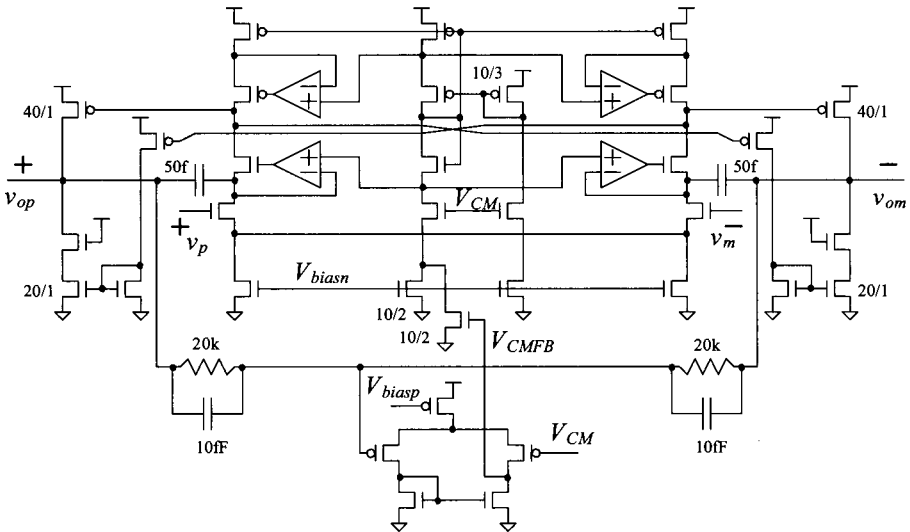 10/3
40/1
40/1
+
−
50f
50f
v_op
V_CM
v_om
+
v_p
v_m
−
V_biasn
20/1
20/1
10/2
10/2
V_CMFB
20k
20k
V_biasp
V_CM
10fF
10fF